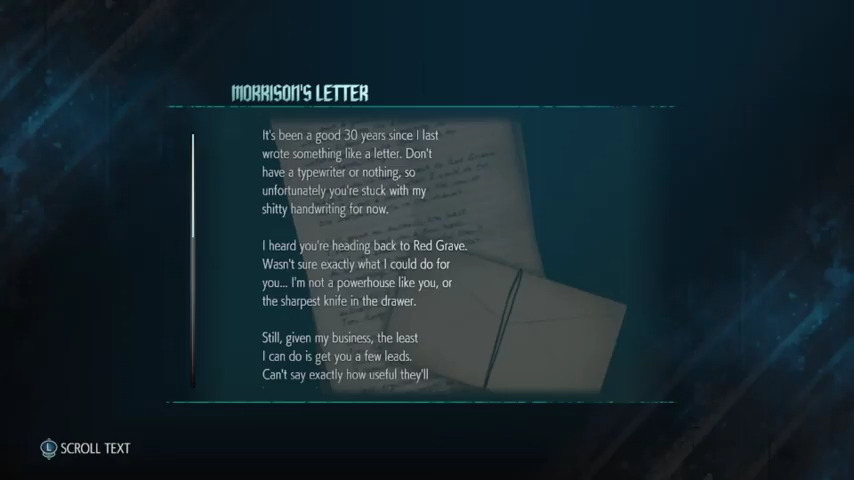 MORRISON'S LETTER
It's been a good 30 years since I last
wrote something like a letter. Don't
have a typewriter or nothing, so
unfortunately you're stuck with my
shitty handwriting for now.
I heard you're heading back to Red Grave.
Wasn't sure exactly what I could do for
you... I'm not a powerhouse like you, or
the sharpest knife in the drawer.
Still, given my business, the least
I can do is get you a few leads.
Can't say exactly how useful they'll
L SCROLL TEXT